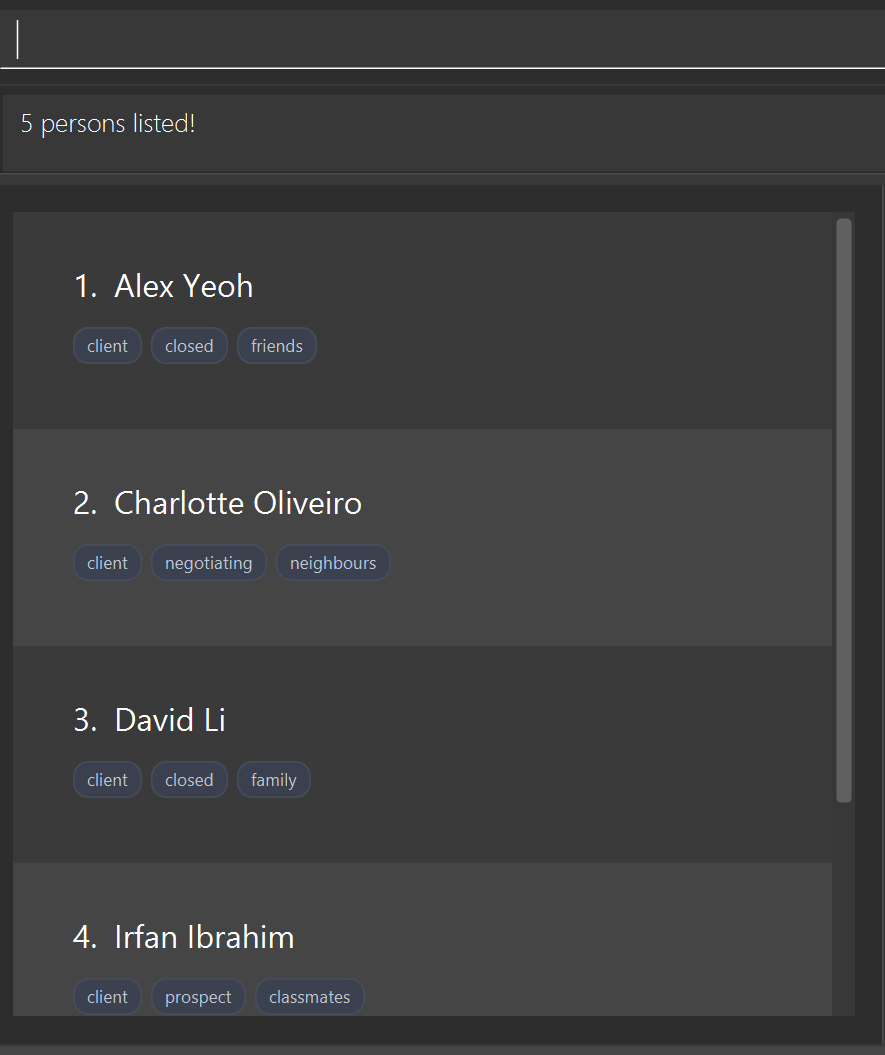 5 persons listed!
1. Alex Yeoh
client closed friends
2. Charlotte Oliveiro
client negotiating neighbours
3. David Li
client closed family
4. Irfan Ibrahim
client prospect classmates